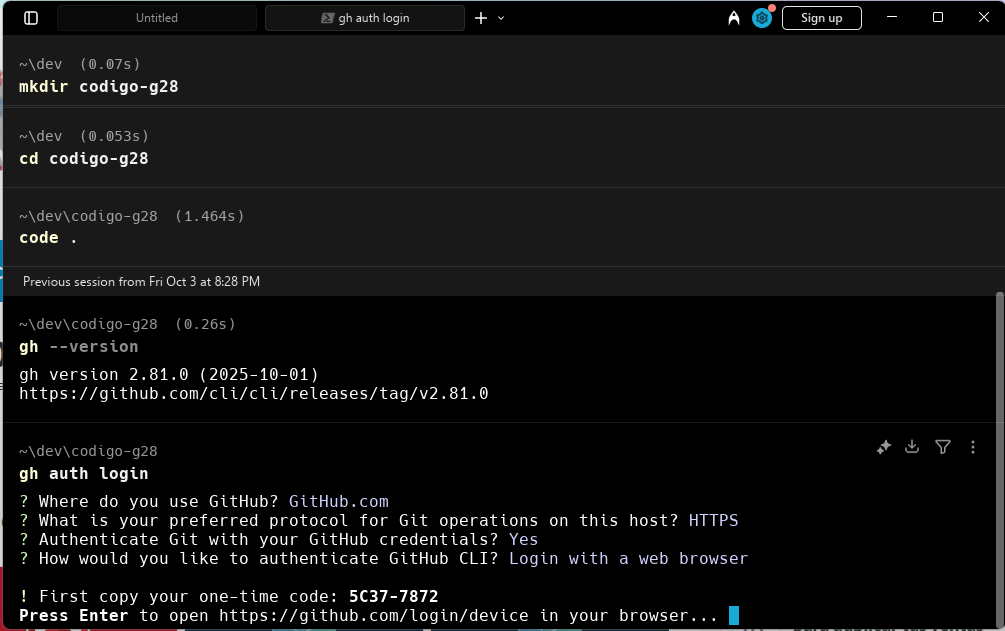 Untitled
gh auth login
Sign up
~\dev (0.07s)
mkdir codigo-g28
~\dev (0.053s)
cd codigo-g28
~\dev\codigo-g28 (1.464s)
code .
Previous session from Fri Oct 3 at 8:28 PM
~\dev\codigo-g28 (0.26s)
gh --version
gh version 2.81.0 (2025-10-01)
https://github.com/cli/cli/releases/tag/v2.81.0
~\dev\codigo-g28
gh auth login
? Where do you use GitHub? GitHub.com
? What is your preferred protocol for Git operations on this host? HTTPS
? Authenticate Git with your GitHub credentials? Yes
? How would you like to authenticate GitHub CLI? Login with a web browser
! First copy your one-time code: 5C37-7872
Press Enter to open https://github.com/login/device in your browser...